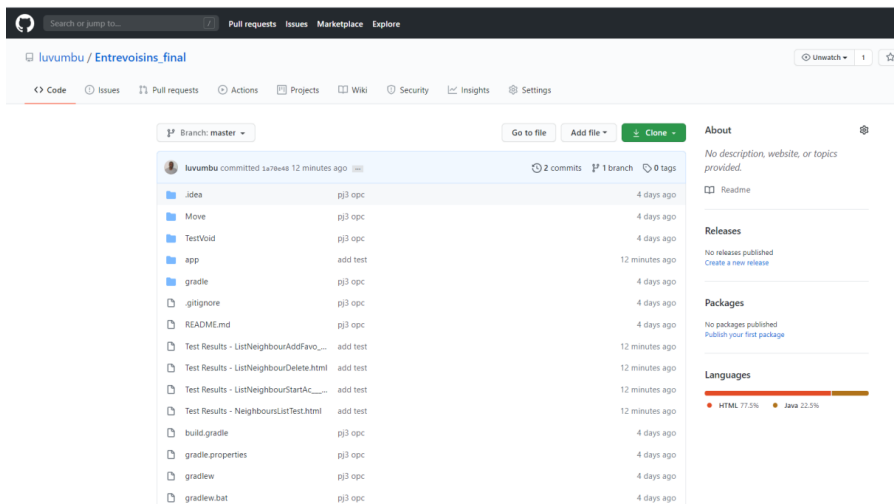 Search or jump to... /
Pull requests Issues Marketplace Explore
luvumbu / Entrevoisins_final
Unwatch 1
Code Issues Pull requests Actions Projects Wiki Security Insights Settings
Branch: master Go to file Add file Clone
luvumbu committed 1a70e48 12 minutes ago ... 2 commits 1 branch 0 tags
.idea pj3 opc 4 days ago
Move pj3 opc 4 days ago
TestVoid pj3 opc 4 days ago
app add test 12 minutes ago
gradle pj3 opc 4 days ago
.gitignore pj3 opc 4 days ago
README.md pj3 opc 4 days ago
Test Results - ListNeighbourAddFavo_... add test 12 minutes ago
Test Results - ListNeighbourDelete.html add test 12 minutes ago
Test Results - ListNeighbourStartAc___... add test 12 minutes ago
Test Results - NeighboursListTest.html add test 12 minutes ago
build.gradle pj3 opc 4 days ago
gradle.properties pj3 opc 4 days ago
gradlew pj3 opc 4 days ago
gradlew.bat pj3 opc 4 days ago
About
No description, website, or topics
provided.
Readme
Releases
No releases published
Create a new release
Packages
No packages published
Publish your first package
Languages
HTML 77.5% Java 22.5%